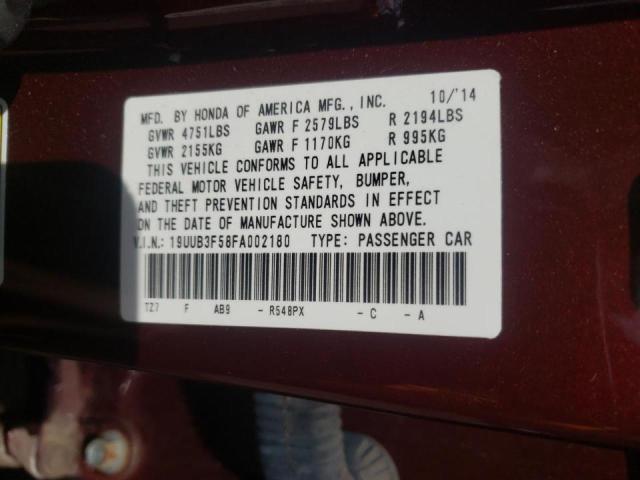 MFD. BY HONDA OF AMERICA MFG., INC. 10/'14
GVWR 4751LBS GAWR F 2579LBS R 2194LBS
GVWR 2155KG GAWR F 1170KG R 995KG
THIS VEHICLE CONFORMS TO ALL APPLICABLE
FEDERAL MOTOR VEHICLE SAFETY, BUMPER,
AND THEFT PREVENTION STANDARDS IN EFFECT
ON THE DATE OF MANUFACTURE SHOWN ABOVE.
V.I.N.: 19UUB3F58FA002180 TYPE: PASSENGER CAR
TZ7 F AB9 - R548PX - C - A